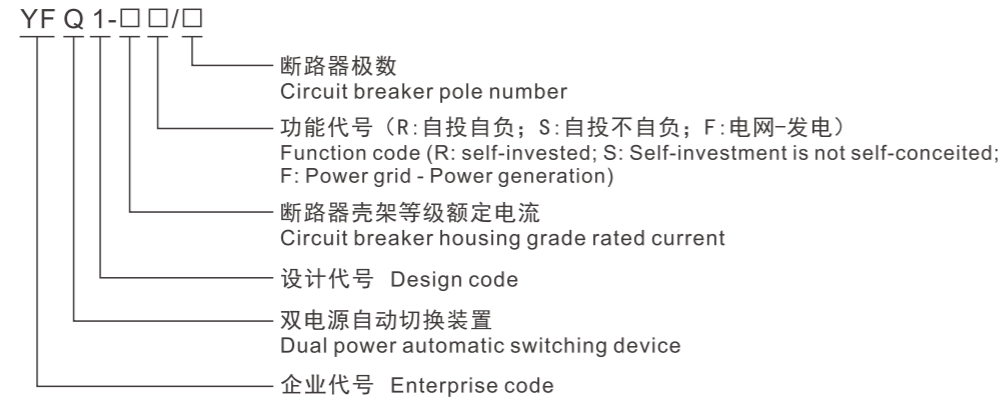 YF Q 1-□ □/□
断路器极数
Circuit breaker pole number
功能代号（R:自投自负；S:自投不自负；F:电网-发电）
Function code (R: self-invested; S: Self-investment is not self-conceited;
F: Power grid - Power generation)
断路器壳架等级额定电流
Circuit breaker housing grade rated current
设计代号 Design code
双电源自动切换装置
Dual power automatic switching device
企业代号 Enterprise code